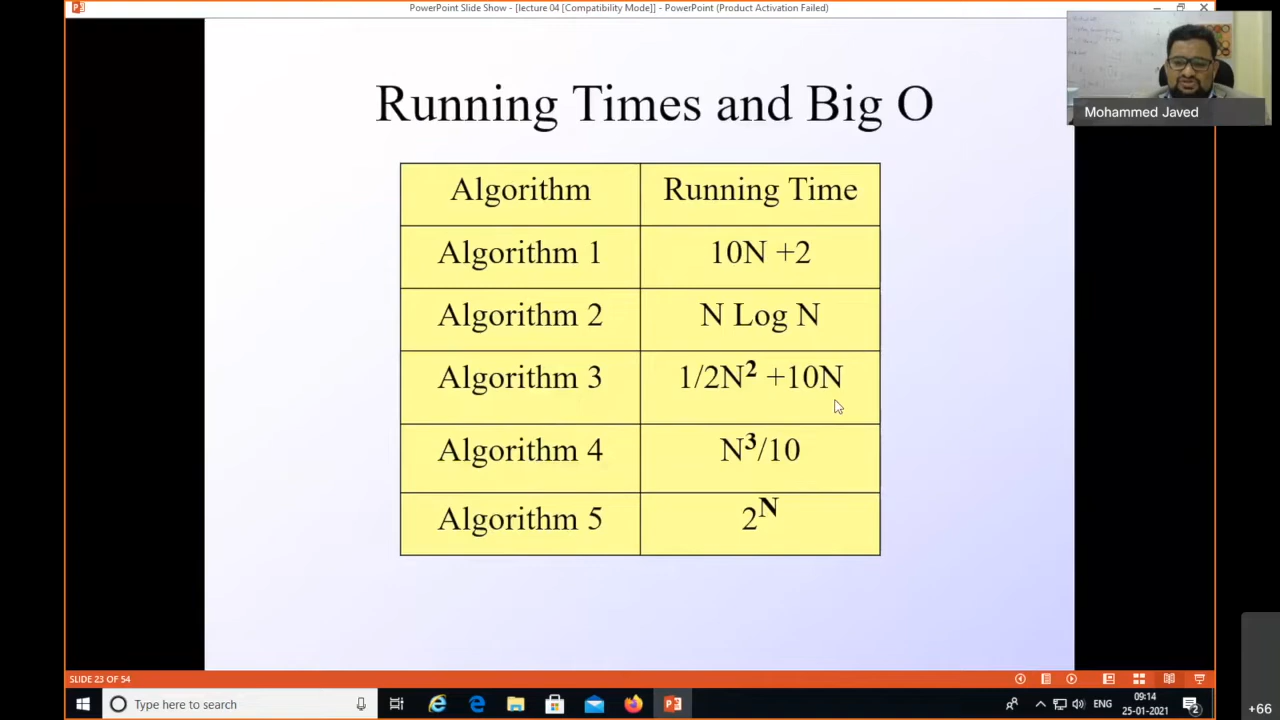 PowerPoint Slide Show - [lecture 04 [Compatibility Mode]] - PowerPoint (Product Activation Failed)
Mohammed Javed
Running Times and Big O
Algorithm Running Time
Algorithm 1 10N +2
Algorithm 2 N Log N
Algorithm 3 1/2N² +10N
Algorithm 4 N³/10
Algorithm 5 2ᴺ
SLIDE 23 OF 54
Type here to search
ENG
09:14
25-01-2021
2
+66